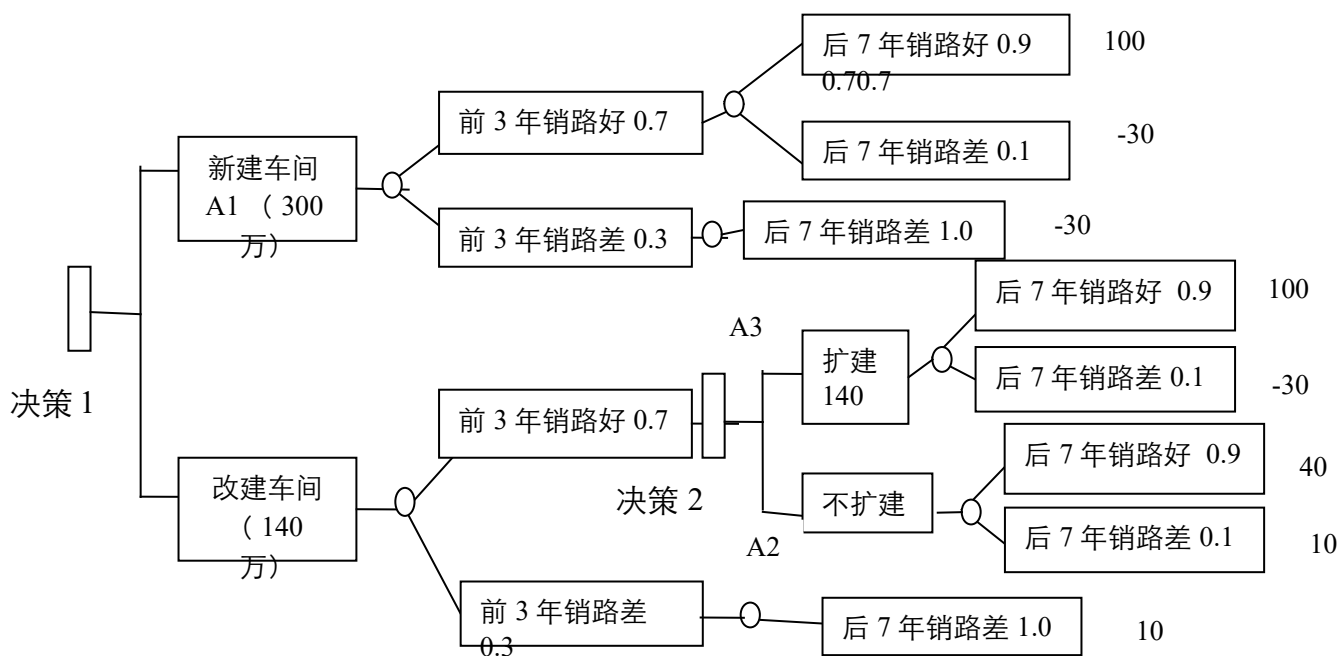 后 7 年销路好 0.9
0.70.7
100
前 3 年销路好 0.7
后 7 年销路差 0.1
-30
新建车间
A1 （ 300
万）
前 3 年销路差 0.3
后 7 年销路差 1.0
-30
后 7 年销路好 0.9
100
A3
扩建
140
后 7 年销路差 0.1
-30
决策 1
前 3 年销路好 0.7
后 7 年销路好 0.9
40
改建车间
（ 140
万）
决策 2
不扩建
A2
后 7 年销路差 0.1
10
前 3 年销路差
0.3
后 7 年销路差 1.0
10